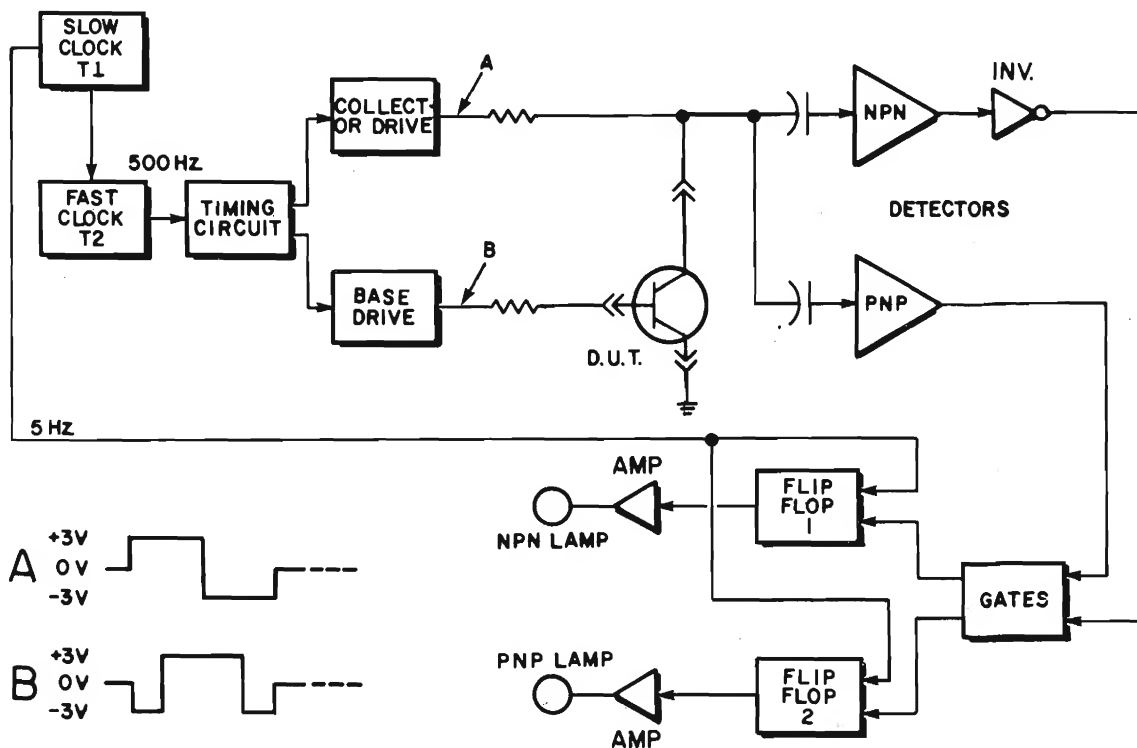 SLOW
CLOCK
T1
500 HZ
FAST
CLOCK
T2
TIMING
CIRCUIT
COLLECT-
OR DRIVE
A
BASE
DRIVE
B
D.U.T.
NPN
INV.
DETECTORS
PNP
5 HZ
AMP
NPN LAMP
FLIP
FLOP
1
GATES
PNP LAMP
AMP
FLIP
FLOP
2
A
+3V
0V
-3V
B
+3V
0V
-3V